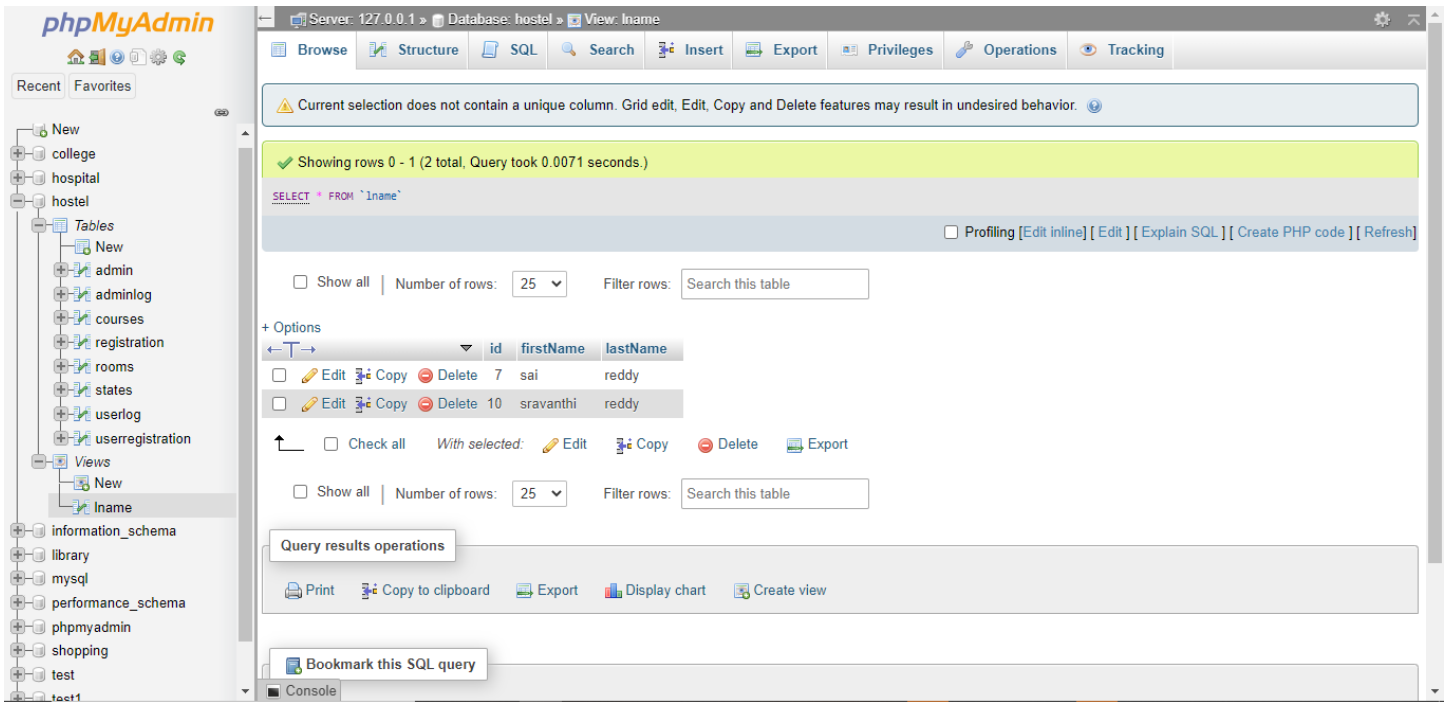 phpMyAdmin
Recent Favorites
New
college
hospital
hostel
Tables
New
admin
adminlog
courses
registration
rooms
states
userlog
userregistration
Views
New
lname
information_schema
library
mysql
performance_schema
phpmyadmin
shopping
test
test1
Server: 127.0.0.1 » Database: hostel » View: lname
Browse Structure SQL Search Insert Export Privileges Operations Tracking
Current selection does not contain a unique column. Grid edit, Edit, Copy and Delete features may result in undesired behavior.
Showing rows 0 - 1 (2 total, Query took 0.0071 seconds.)
SELECT * FROM `lname`
Profiling [Edit inline] [ Edit ] [ Explain SQL ] [ Create PHP code ] [ Refresh]
Show all | Number of rows: 25 Filter rows: Search this table
+ Options
←T→ id firstName lastName
Edit Copy Delete 7 sai reddy
Edit Copy Delete 10 sravanthi reddy
Check all With selected: Edit Copy Delete Export
Show all | Number of rows: 25 Filter rows: Search this table
Query results operations
Print Copy to clipboard Export Display chart Create view
Bookmark this SQL query
Console